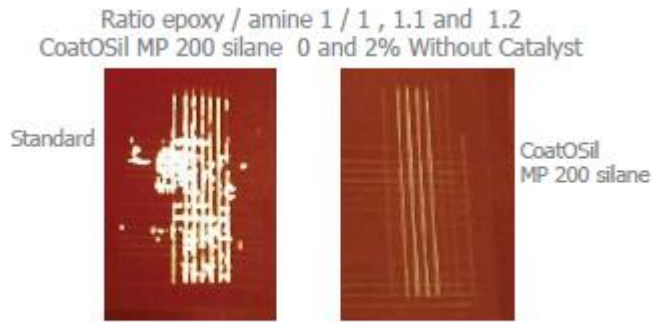 Ratio epoxy / amine 1 / 1 , 1.1 and 1.2
CoatOSil MP 200 silane 0 and 2% Without Catalyst
Standard
CoatOSil
MP 200 silane